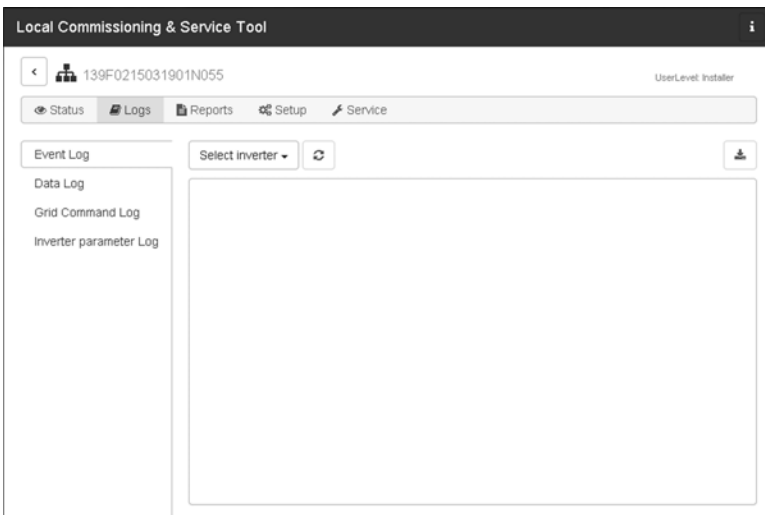 Local Commissioning & Service Tool
i
139F0215031901N055
UserLevel: Installer
Status Logs Reports Setup Service
Event Log
Select inverter
Data Log
Grid Command Log
Inverter parameter Log